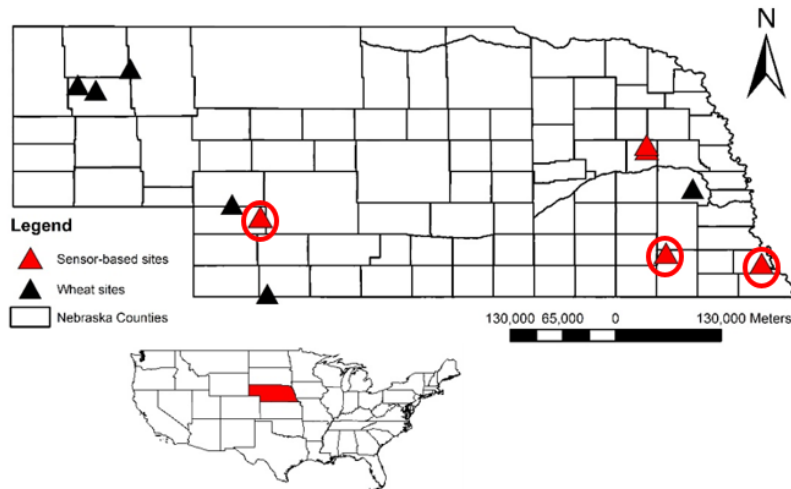 N
Legend
Sensor-based sites
Wheat sites
Nebraska Counties
130,000 65,000 0 130,000 Meters